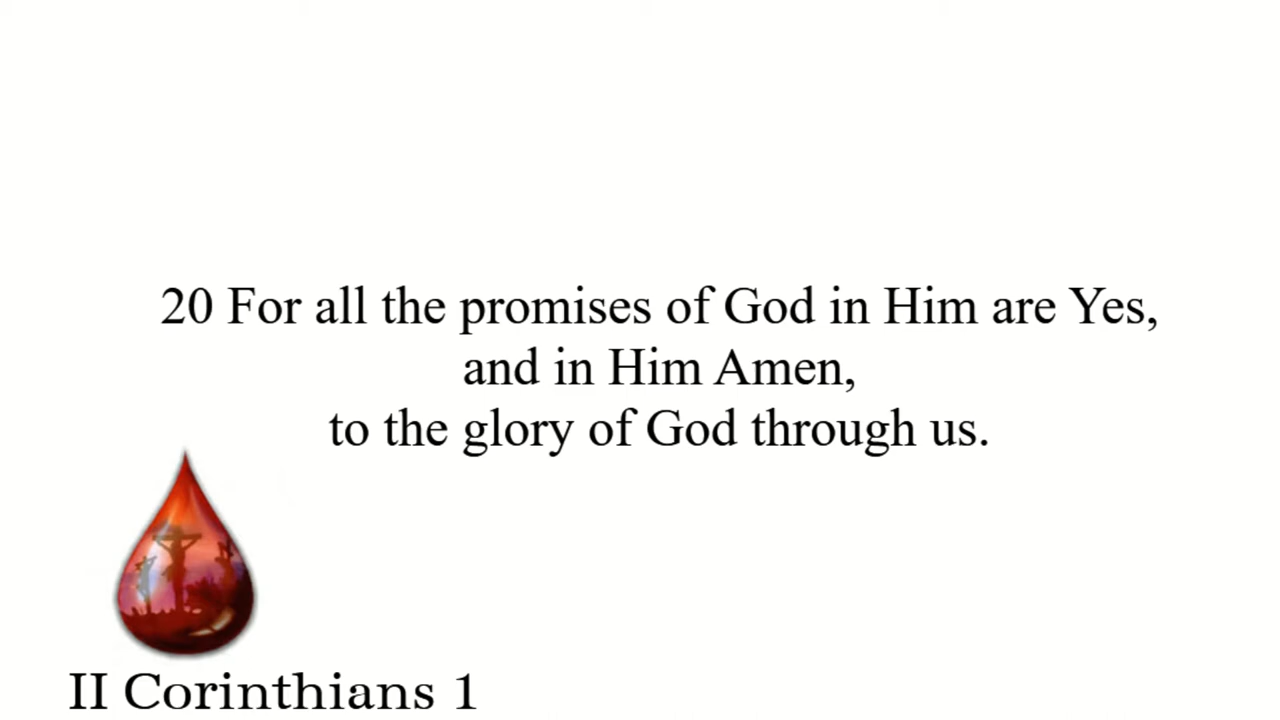 20 For all the promises of God in Him are Yes,
and in Him Amen,
to the glory of God through us.
II Corinthians 1